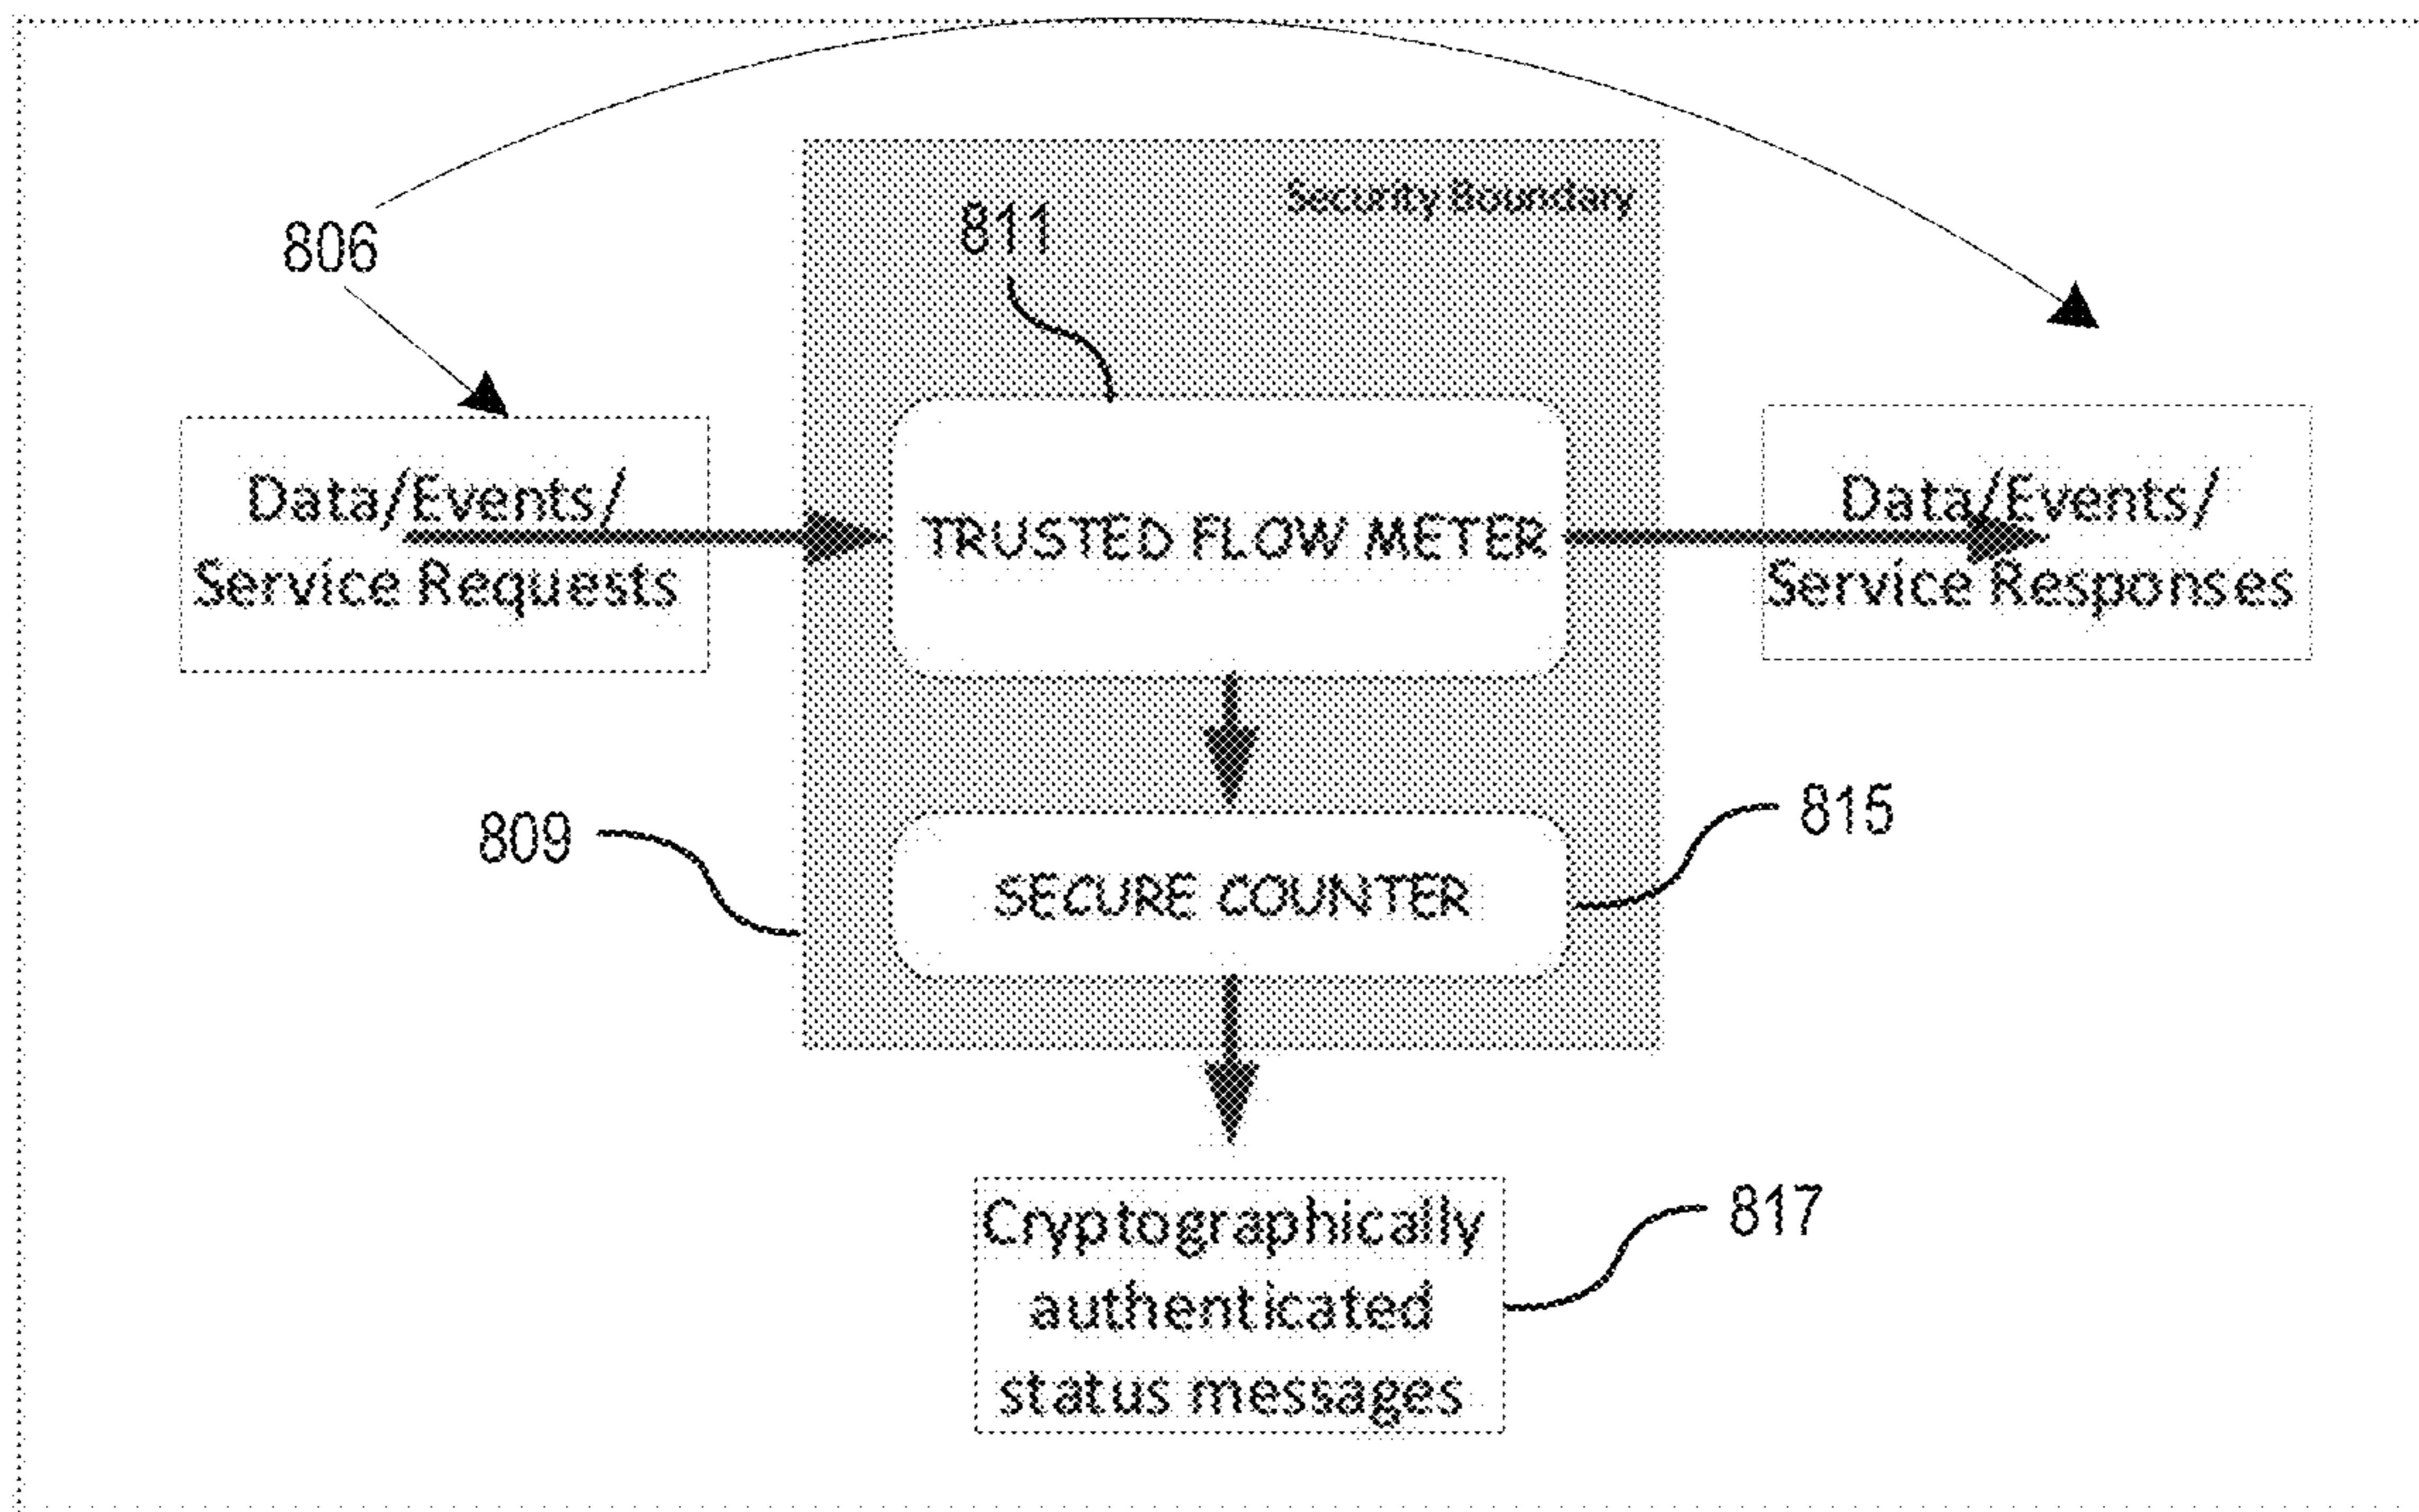 Security Boundary
811
806
Data/Events/
Service Requests
TRUSTED FLOW METER
Data/Events/
Service Responses
809
815
SECURE COUNTER
817
Cryptographically
authenticated
status messages